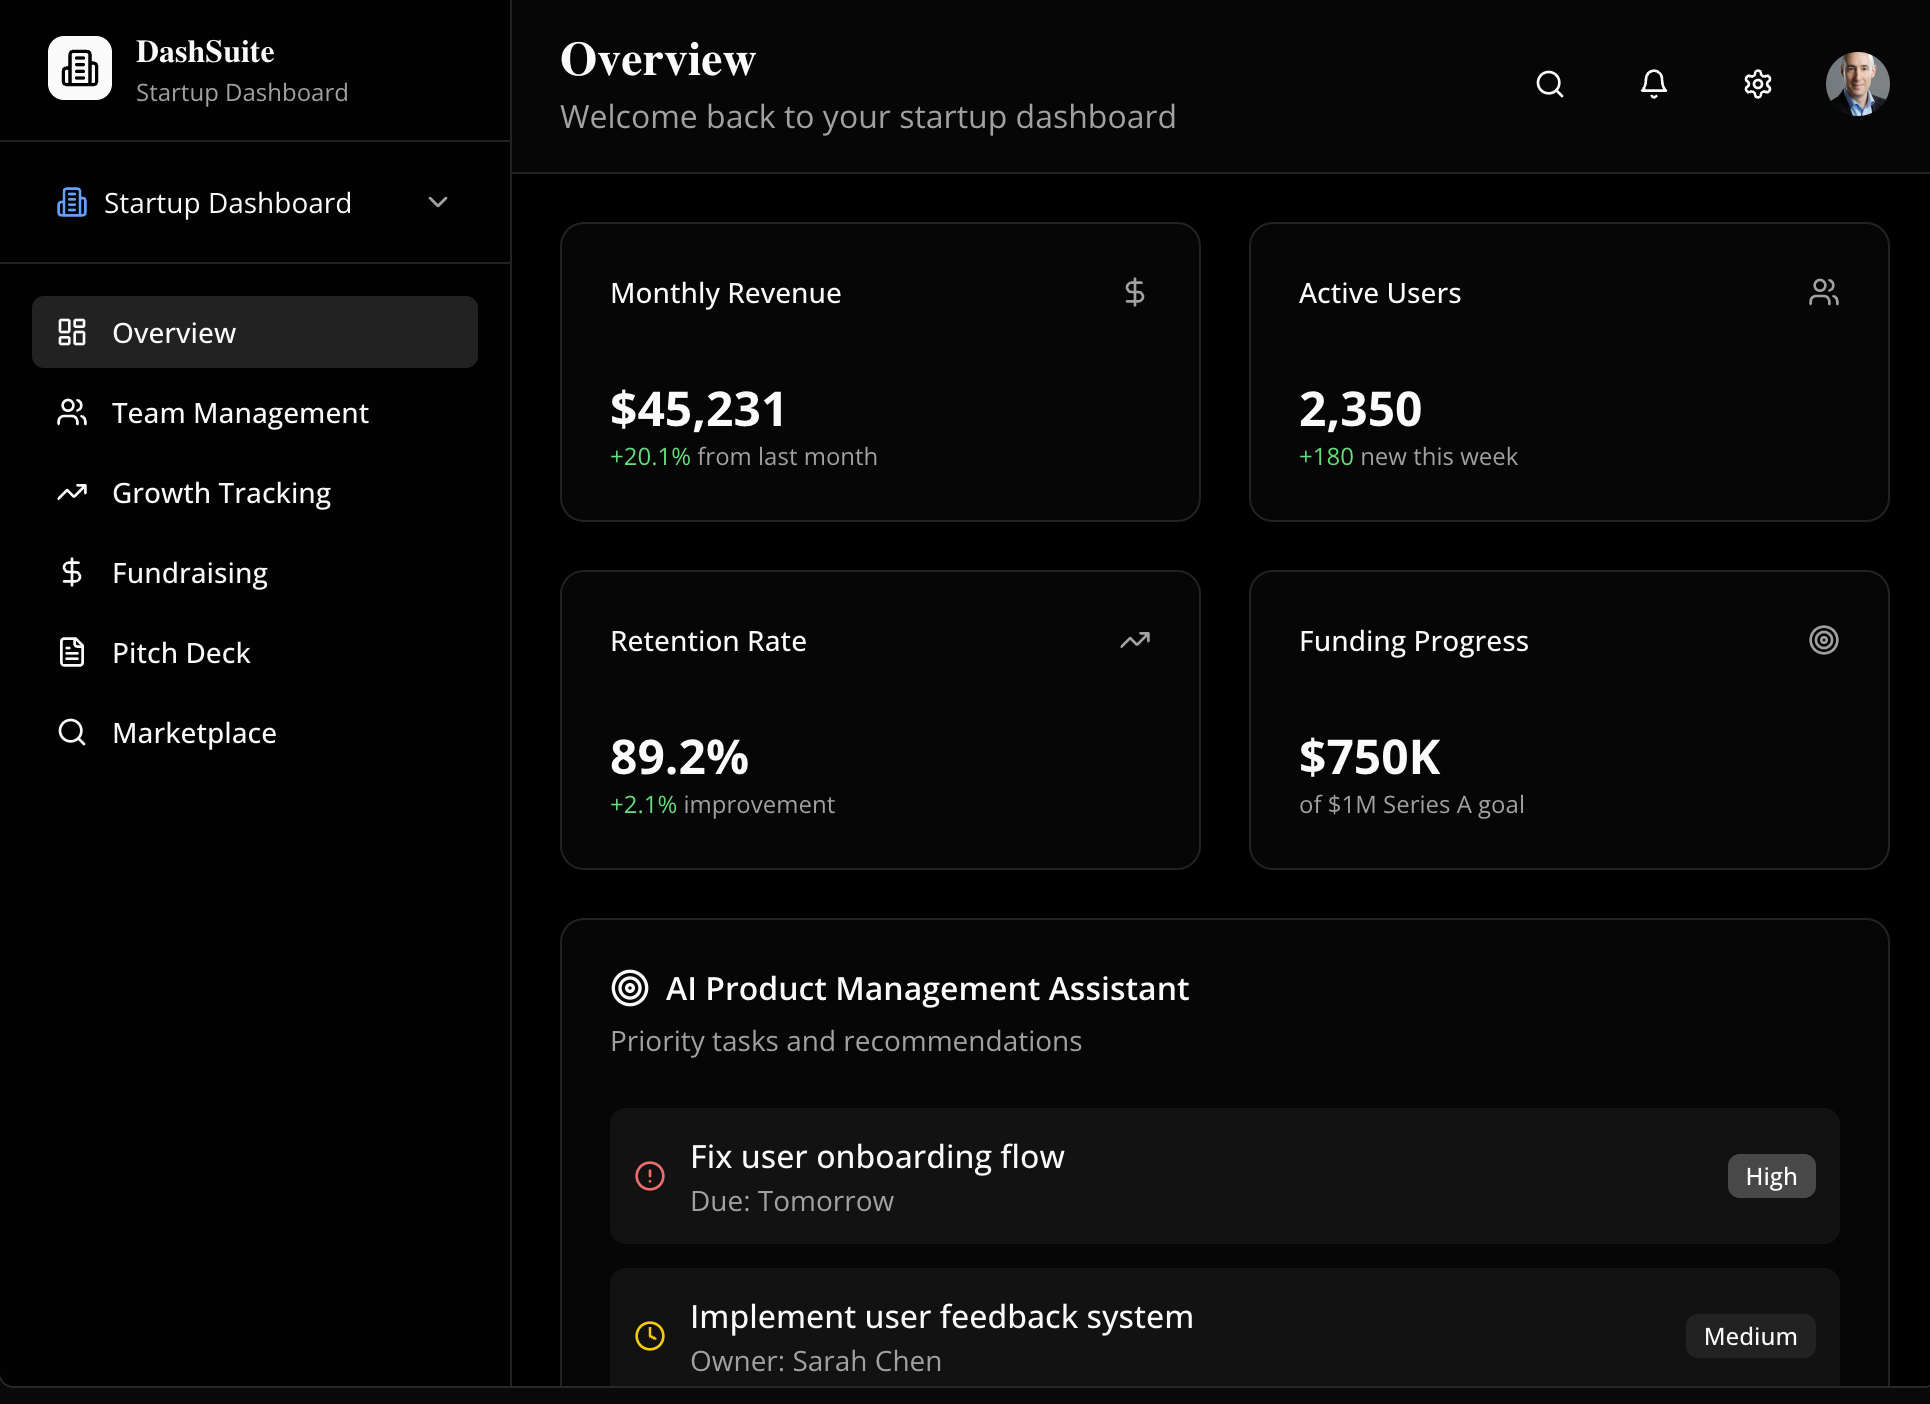 DashSuite
Startup Dashboard
Startup Dashboard
Overview
Team Management
Growth Tracking
Fundraising
Pitch Deck
Marketplace
Overview
Welcome back to your startup dashboard
Monthly Revenue
$45,231
+20.1% from last month
Active Users
2,350
+180 new this week
Retention Rate
89.2%
+2.1% improvement
Funding Progress
$750K
of $1M Series A goal
AI Product Management Assistant
Priority tasks and recommendations
Fix user onboarding flow
Due: Tomorrow
High
Implement user feedback system
Owner: Sarah Chen
Medium